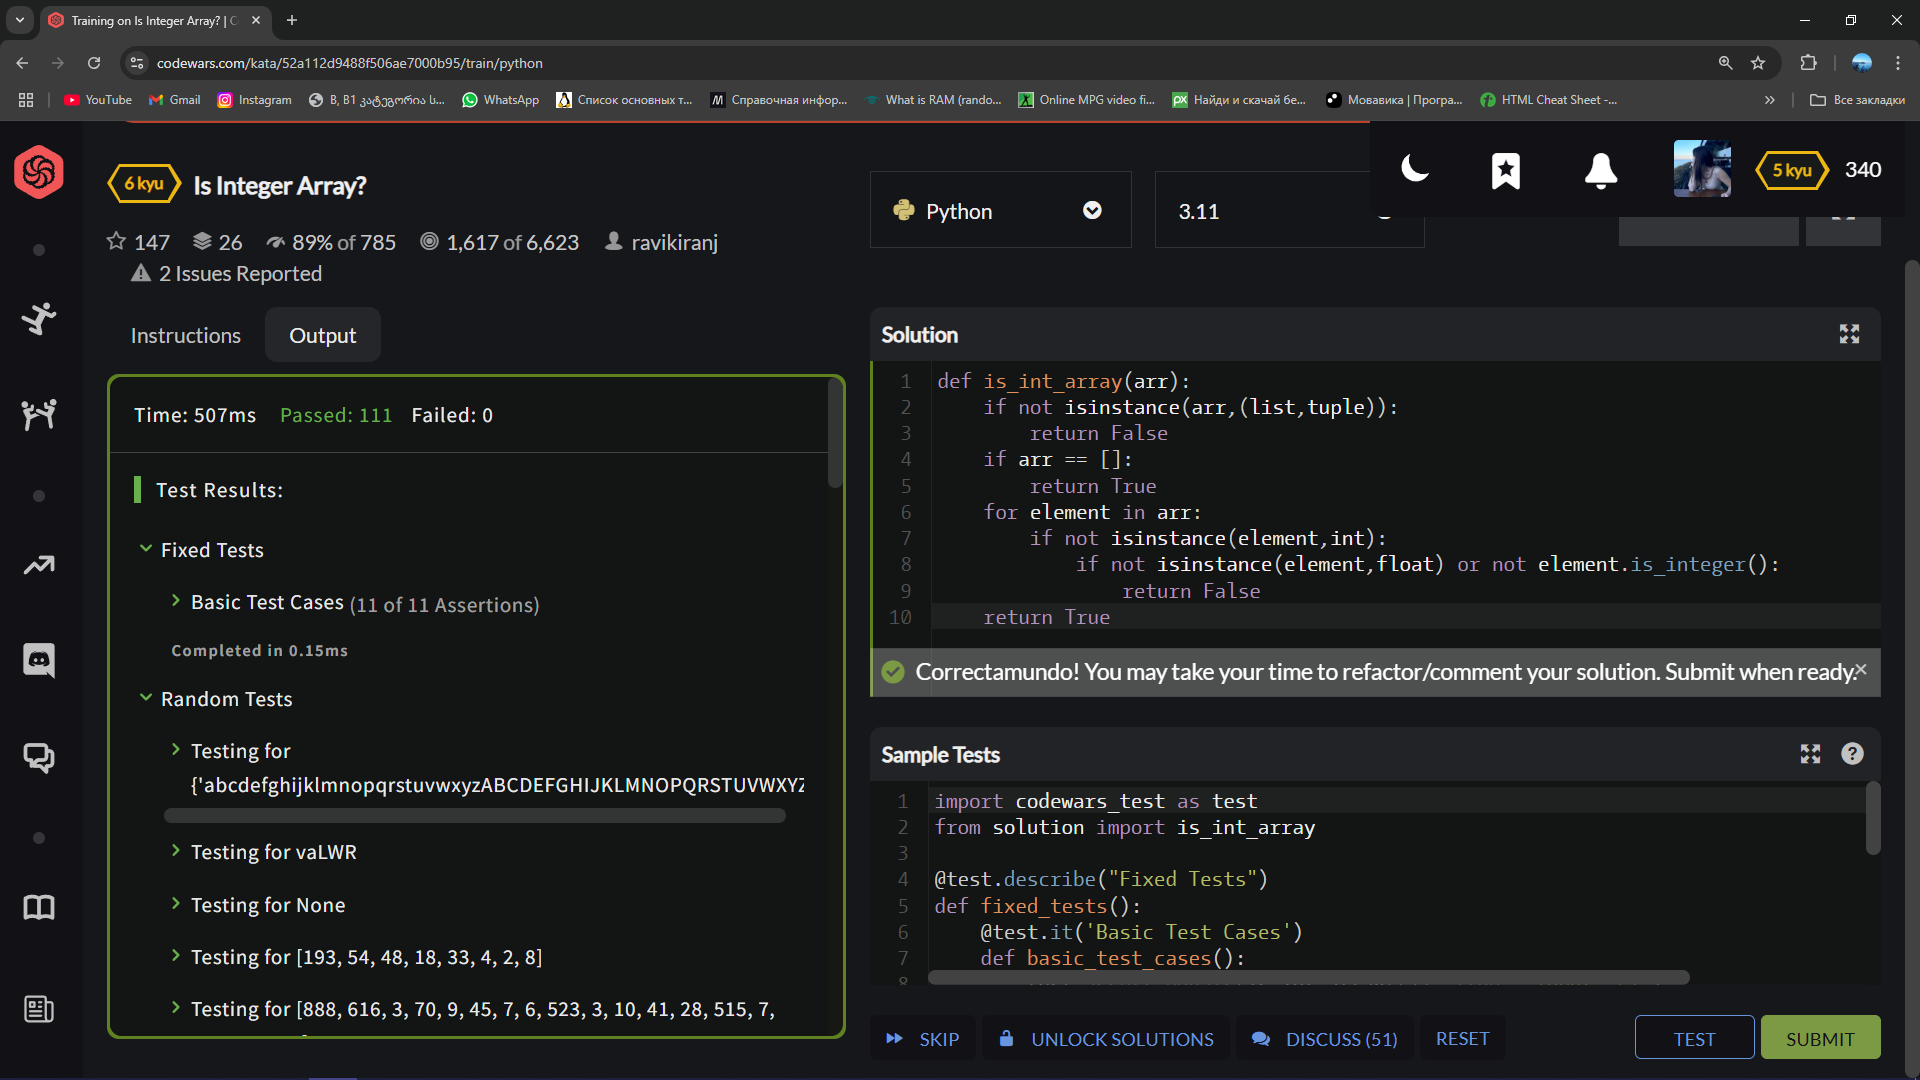 Training on Is Integer Array? | C
codewars.com/kata/52a112d9488f506ae7000b95/train/python
YouTube
Gmail
Instagram
B, B1 კატეგორია ს...
WhatsApp
Список основных т...
Справочная инфор...
What is RAM (rando...
Online MPG video fi...
Найди и скачай бе...
Мовавика | Програ...
HTML Cheat Sheet -...
Все закладки
6 kyu
Is Integer Array?
147
26
89% of 785
1,617 of 6,623
ravikiranj
2 Issues Reported
Python
3.11
5 kyu
340
Instructions
Output
Time: 507ms Passed: 111 Failed: 0
Test Results:
Fixed Tests
Basic Test Cases (11 of 11 Assertions)
Completed in 0.15ms
Random Tests
Testing for
{'abcdefghijklmnopqrstuvwxyzABCDEFGHIJKLMNOPQRSTUVWXYZ
Testing for vaLWR
Testing for None
Testing for [193, 54, 48, 18, 33, 4, 2, 8]
Testing for [888, 616, 3, 70, 9, 45, 7, 6, 523, 3, 10, 41, 28, 515, 7,
Solution
1 def is_int_array(arr):
2 if not isinstance(arr,(list,tuple)):
3 return False
4 if arr == []:
5 return True
6 for element in arr:
7 if not isinstance(element,int):
8 if not isinstance(element,float) or not element.is_integer():
9 return False
10 return True
Correctamundo! You may take your time to refactor/comment your solution. Submit when ready.
Sample Tests
1 import codewars_test as test
2 from solution import is_int_array
3
4 @test.describe("Fixed Tests")
5 def fixed_tests():
6 @test.it('Basic Test Cases')
7 def basic_test_cases():
8
SKIP
UNLOCK SOLUTIONS
DISCUSS (51)
RESET
TEST
SUBMIT